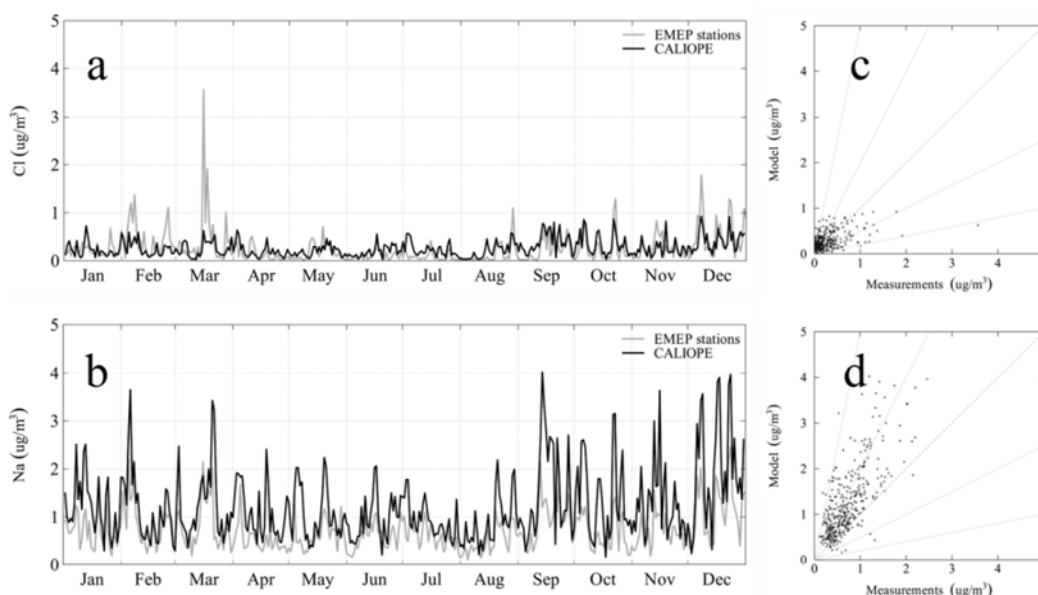 5
EMEP stations
CALIOPE
a
4
3
Cl (ug/m³)
2
1
0
Jan Feb Mar Apr May Jun Jul Aug Sep Oct Nov Dec
5
c
4
3
Model (ug/m³)
2
1
0
0 1 2 3 4
Measurements (ug/m³)
5
EMEP stations
CALIOPE
b
4
3
Na (ug/m³)
2
1
0
Jan Feb Mar Apr May Jun Jul Aug Sep Oct Nov Dec
5
d
4
3
Model (ug/m³)
2
1
0
0 1 2 3 4
Measurements (ug/m³)